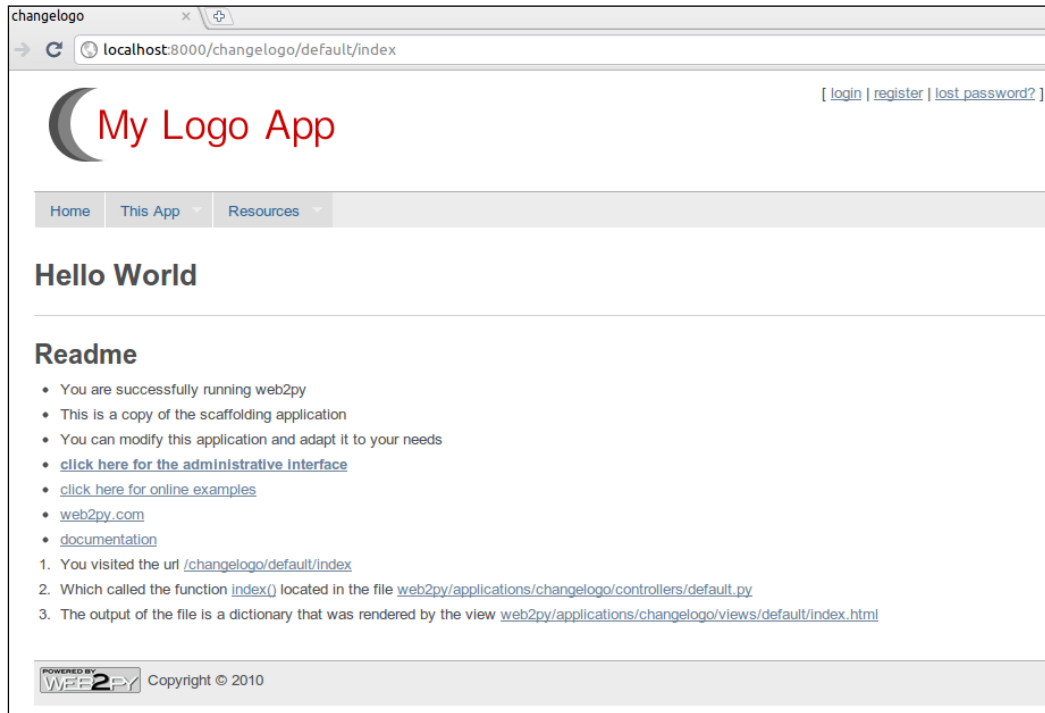 changelogo
localhost:8000/changelogo/default/index
[ login | register | lost password? ]
My Logo App
Home This App Resources
Hello World
Readme
• You are successfully running web2py
• This is a copy of the scaffolding application
• You can modify this application and adapt it to your needs
• click here for the administrative interface
• click here for online examples
• web2py.com
• documentation
1. You visited the url /changelogo/default/index
2. Which called the function index() located in the file web2py/applications/changelogo/controllers/default.py
3. The output of the file is a dictionary that was rendered by the view web2py/applications/changelogo/views/default/index.html
POWERED BY
WEB2PY Copyright © 2010